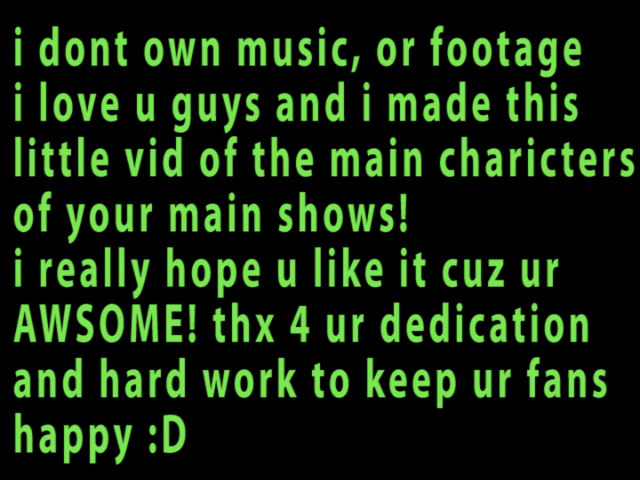 i dont own music, or footage
i love u guys and i made this
little vid of the main charicters
of your main shows!
i really hope u like it cuz ur
AWSOME! thx 4 ur dedication
and hard work to keep ur fans
happy :D